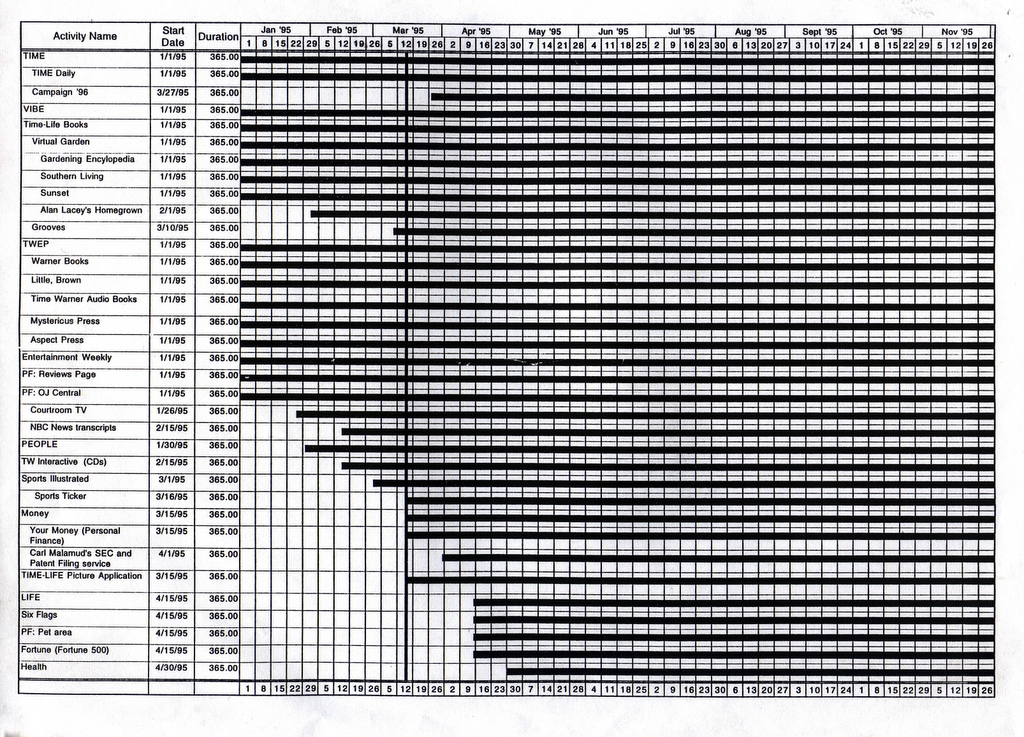 Activity Name Start Date Duration Jan '95 Feb '95 Mar '95 Apr '95 May '95 Jun '95 Jul '95 Aug '95 Sept '95 Oct '95 Nov '95
1 8 15 22 29 5 12 19 26 5 12 19 26 2 9 16 23 30 7 14 21 28 4 11 18 25 2 9 16 23 30 6 13 20 27 3 10 17 24 1 8 15 22 29 5 12 19 26
TIME 1/1/95 365.00
TIME Daily 1/1/95 365.00
Campaign '96 3/27/95 365.00
VIBE 1/1/95 365.00
Time-Life Books 1/1/95 365.00
Virtual Garden 1/1/95 365.00
Gardening Encylopedia 1/1/95 365.00
Southern Living 1/1/95 365.00
Sunset 1/1/95 365.00
Alan Lacey's Homegrown 2/1/95 365.00
Grooves 3/10/95 365.00
TWEP 1/1/95 365.00
Warner Books 1/1/95 365.00
Little, Brown 1/1/95 365.00
Time Warner Audio Books 1/1/95 365.00
Mystericus Press 1/1/95 365.00
Aspect Press 1/1/95 365.00
Entertainment Weekly 1/1/95 365.00
PF: Reviews Page 1/1/95 365.00
PF: OJ Central 1/1/95 365.00
Courtroom TV 1/26/95 365.00
NBC News transcripts 2/15/95 365.00
PEOPLE 1/30/95 365.00
TW Interactive (CDs) 2/15/95 365.00
Sports Illustrated 3/1/95 365.00
Sports Ticker 3/16/95 365.00
Money 3/15/95 365.00
Your Money (Personal 3/15/95 365.00
Finance)
Carl Malamud's SEC and 4/1/95 365.00
Patent Filing service
TIME-LIFE Picture Application 3/15/95 365.00
LIFE 4/15/95 365.00
Six Flags 4/15/95 365.00
PF: Pet area 4/15/95 365.00
Fortune (Fortune 500) 4/15/95 365.00
Health 4/30/95 365.00
1 8 15 22 29 5 12 19 26 5 12 19 26 2 9 16 23 30 7 14 21 28 4 11 18 25 2 9 16 23 30 6 13 20 27 3 10 17 24 1 8 15 22 29 5 12 19 26